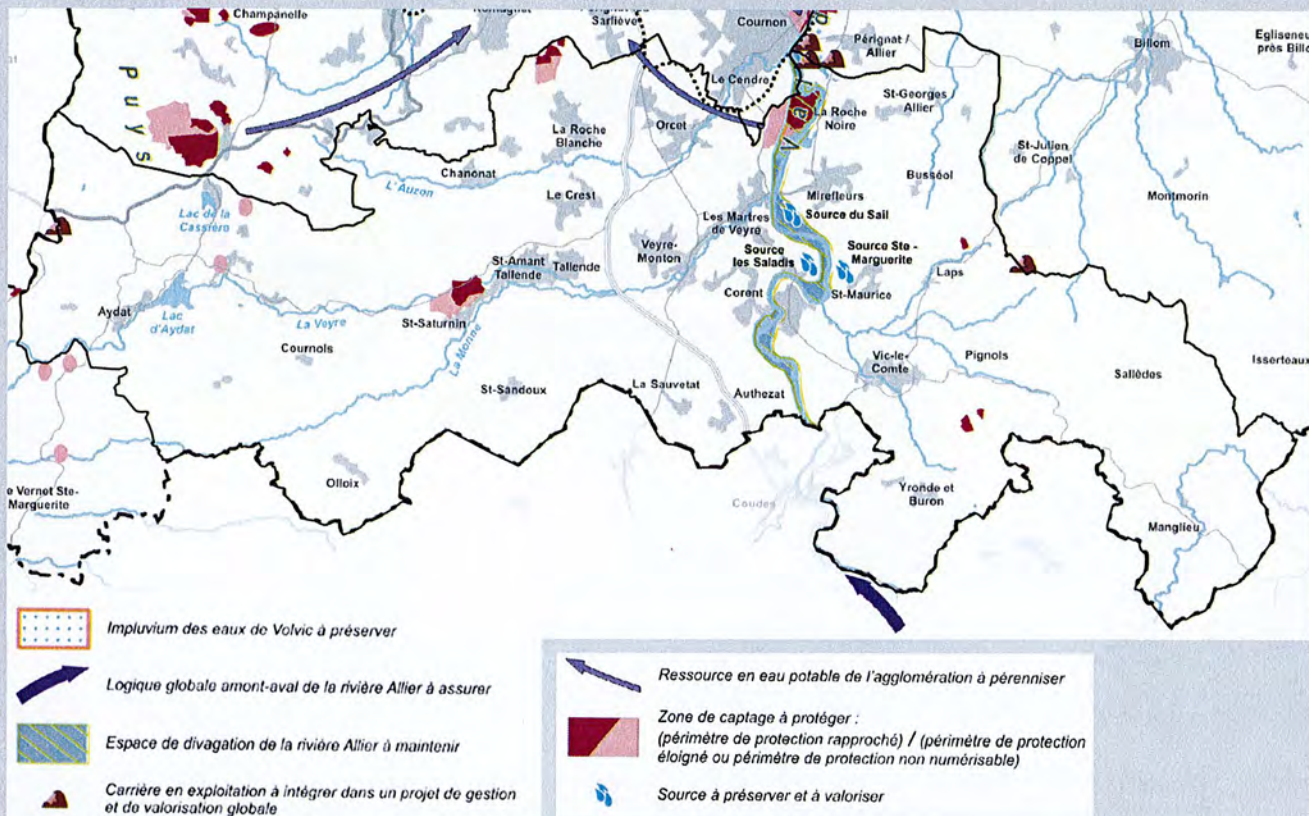 Champanelle
Romagnat
Sarliève
Cournon
Pérignat /
Allier
Billom
Egliseneu
près Billo
Puys
Le Cendre
Val
La Roche
Noire
St-Georges
Allier
La Roche
Blanche
Orcet
St-Julien
de Coppel
Chanonat
L'Auzon
Le Crest
Busséol
Montmorin
Lac de la
Cassière
Mirefleurs
Les Martres
de Veyre
Source du Sail
Source
les Saladis
Source Ste -
Marguerite
Veyre-
Monton
St-Amant
Tallende
Tallende
Laps
Corent
St-Maurice
Aydat
Lac
d'Aydat
La Veyre
St-Saturnin
Cournols
La Monne
Vic-le-
Comte
Pignols
Isserteaux
Sallèdes
St-Sandoux
La Sauvetat
Authezat
Olloix
e Vernet Ste-
Marguerite
Coudes
Yronde et
Buron
Manglieu
Impluvium des eaux de Volvic à préserver
Logique globale amont-aval de la rivière Allier à assurer
Espace de divagation de la rivière Allier à maintenir
Carrière en exploitation à intégrer dans un projet de gestion
et de valorisation globale
Ressource en eau potable de l'agglomération à pérenniser
Zone de captage à protéger :
(périmètre de protection rapproché) / (périmètre de protection
éloigné ou périmètre de protection non numérisable)
Source à préserver et à valoriser